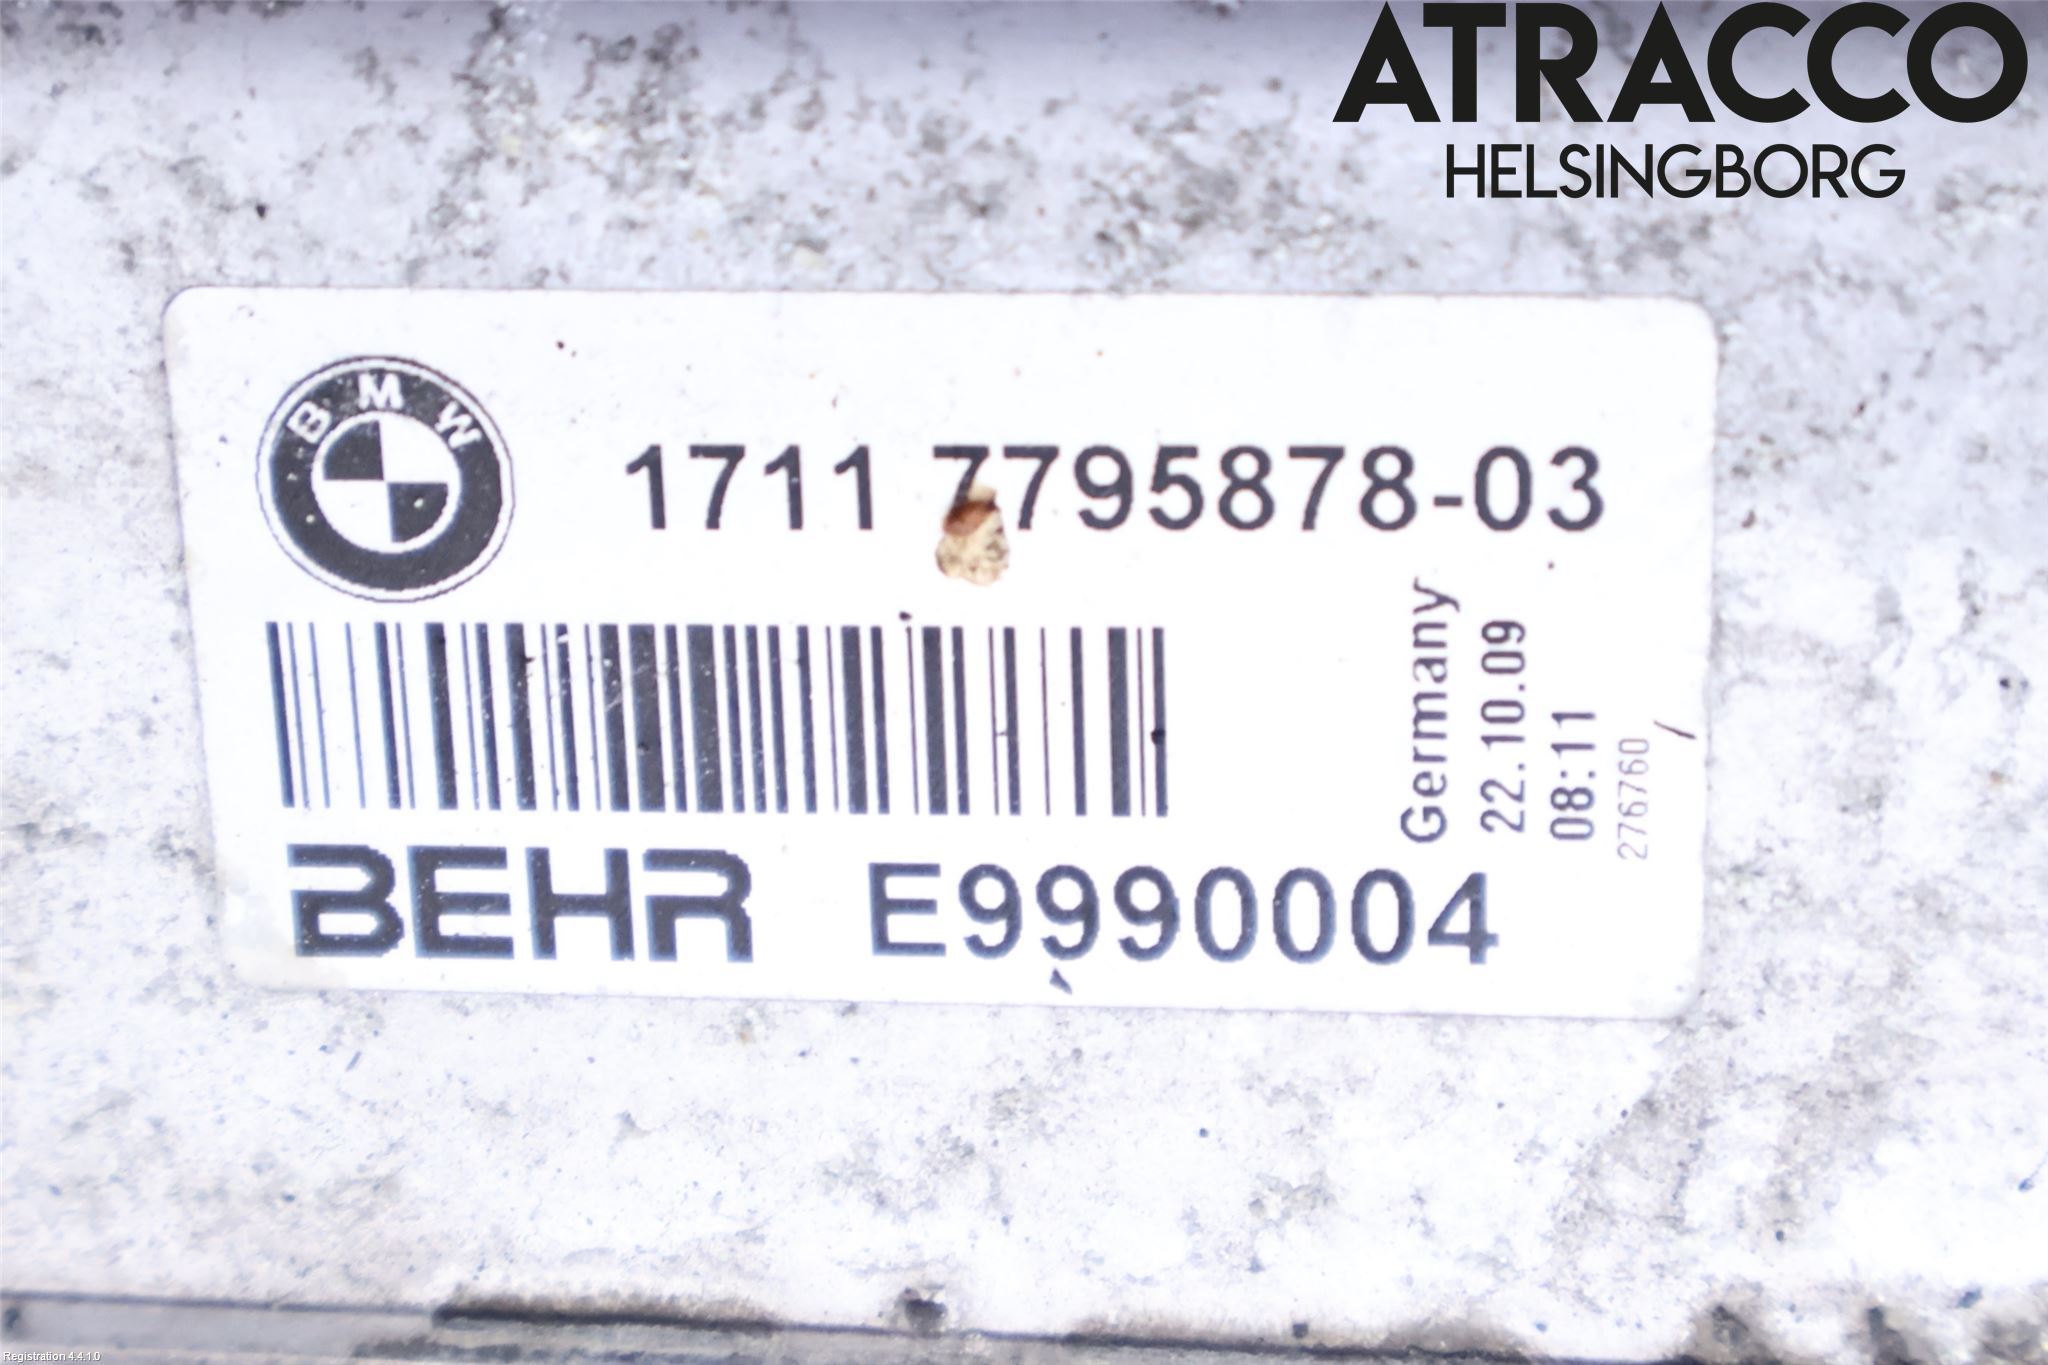 ATRACCO
HELSINGBORG
BMW
1711 7795878-03
Germany
22.10.09
08:11
276760
BEHR E9990004
Registration 4.4.1.0